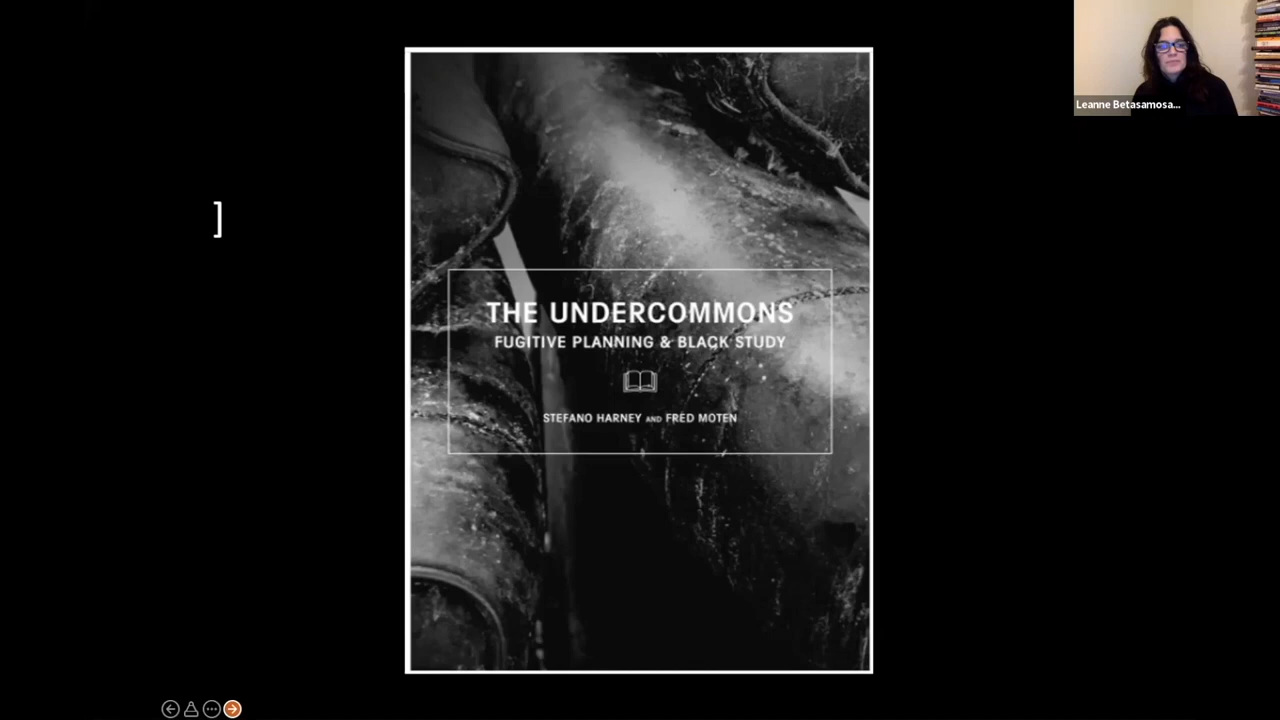 Leanne Betasamosa...
]
THE UNDERCOMMONS
FUGITIVE PLANNING & BLACK STUDY
STEFANO HARNEY AND FRED MOTEN